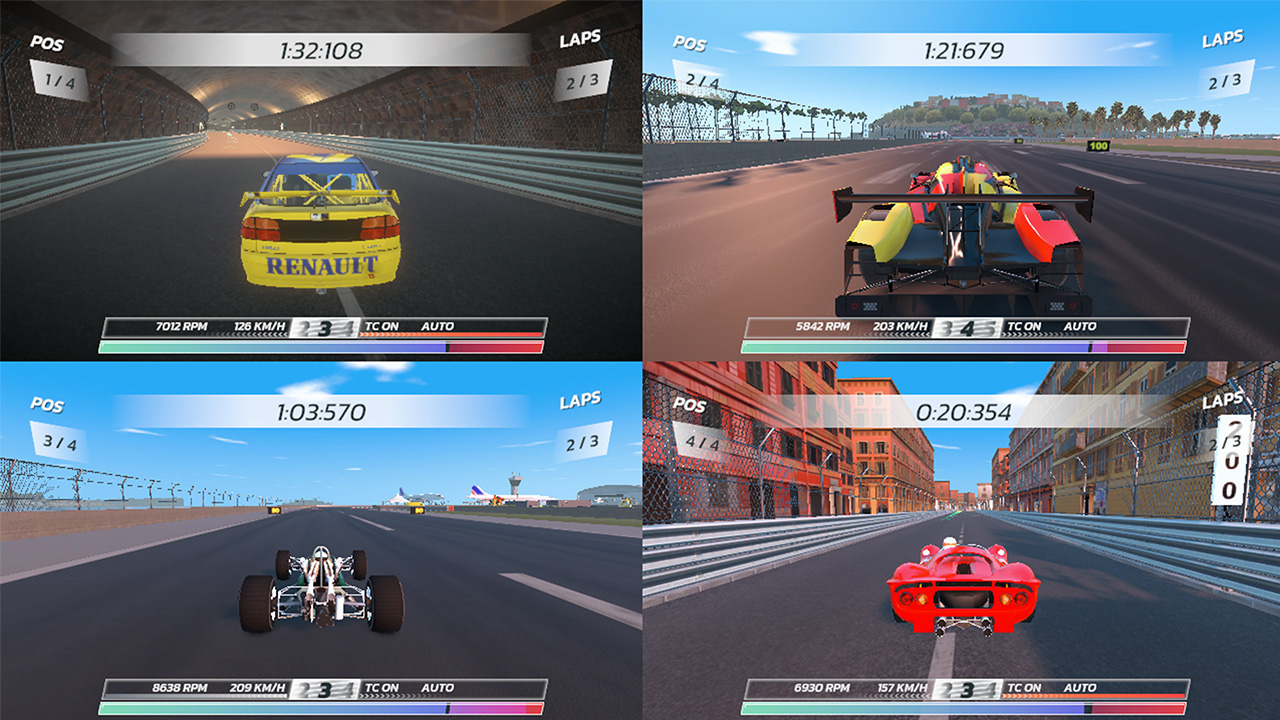 POS
1:32:108
LAPS
1/4
2/3
RENAULT
7012 RPM 126 KM/H 2 3 4 TC ON AUTO
POS
1:21:679
LAPS
2/4
2/3
100
5842 RPM 203 KM/H 3 4 5 TC ON AUTO
POS
1:03:570
LAPS
3/4
2/3
8638 RPM 209 KM/H 2 3 4 TC ON AUTO
POS
0:20:354
LAPS
4/4
2/3
200
6930 RPM 157 KM/H 2 3 4 TC ON AUTO